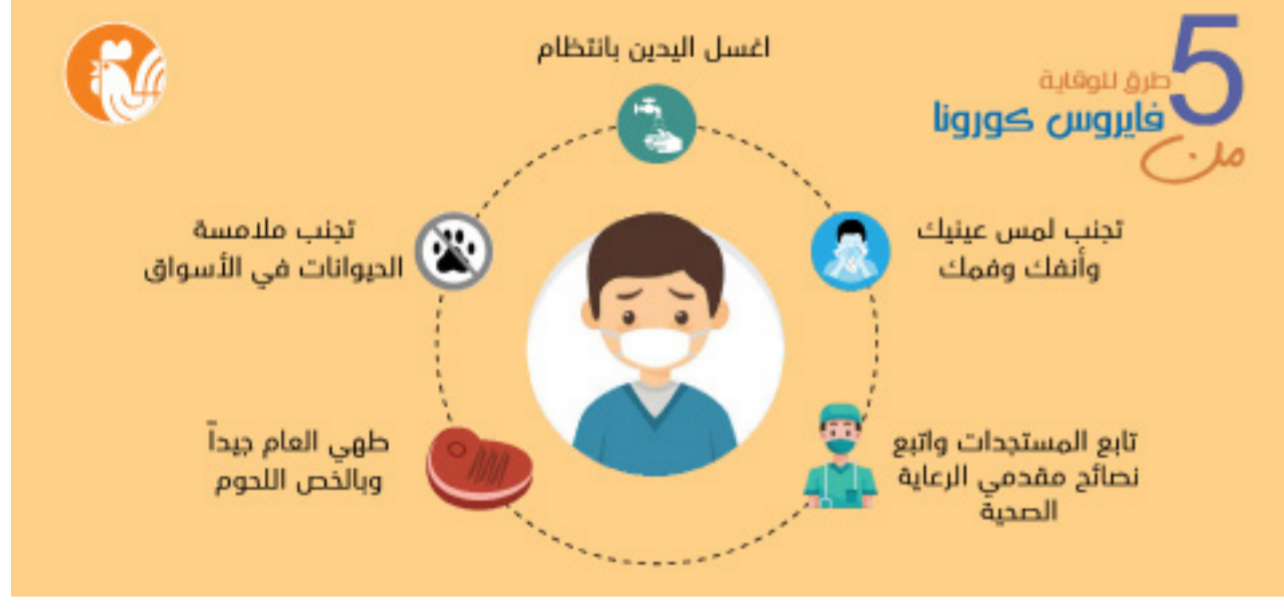 5
طرق للوقاية
من
فايروس كورونا
اغسل اليدين بانتظام
تجنب لمس عينيك
وأنفك وفمك
تابع المستجدات واتبع
نصائح مقدمي الرعاية
الصحية
تجنب ملامسة
الحيوانات في الأسواق
طهي العام جيداً
وبالخص اللحوم